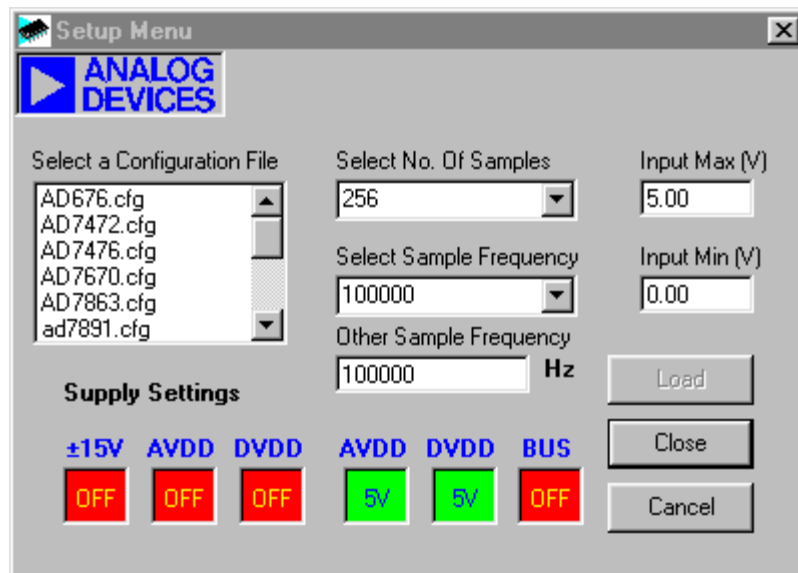 Setup Menu
ANALOG
DEVICES
Select a Configuration File
AD676.cfg
AD7472.cfg
AD7476.cfg
AD7670.cfg
AD7863.cfg
ad7891.cfg
Select No. Of Samples
256
Select Sample Frequency
100000
Other Sample Frequency
100000 Hz
Input Max (V)
5.00
Input Min (V)
0.00
Supply Settings
±15V AVDD DVDD AVDD DVDD BUS
OFF OFF OFF 5V 5V OFF
Load
Close
Cancel